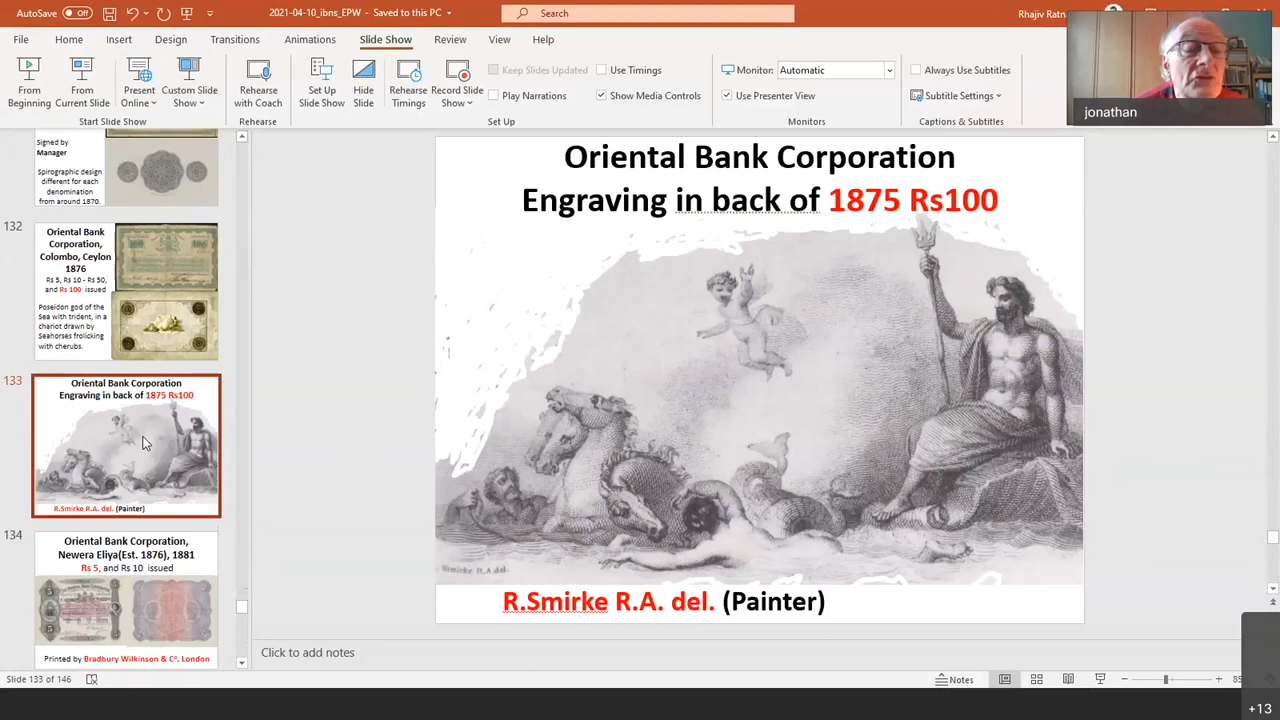 AutoSave Off
2021-04-10_ibns_EPW - Saved to this PC
Search
File Home Insert Design Transitions Animations Slide Show Review View Help
jonathan
From Beginning
From Current Slide
Present Online
Custom Slide Show
Start Slide Show
Rehearse with Coach
Rehearse
Set Up Slide Show
Hide Slide
Rehearse Timings
Record Slide Show
Keep Slides Updated
Play Narrations
Use Timings
Show Media Controls
Set Up
Monitor: Automatic
Use Presenter View
Monitors
Always Use Subtitles
Subtitle Settings
Captions & Subtitles
Signed by
Manager
Spirographic design
different for each
denomination
from around 1870.
132
Oriental Bank
Corporation,
Colombo, Ceylon
1876
Rs 5, Rs 10 - Rs 50,
and Rs 100 issued
Poseidon god of the
Sea with trident, in a
chariot drawn by
Seahorses frolicking
with cherubs.
133
Oriental Bank Corporation
Engraving in back of 1875 Rs100
R.Smirke R.A. del. (Painter)
134
Oriental Bank Corporation,
Newera Eliya(Est. 1876), 1881
Rs 5, and Rs 10 issued
Printed by Bradbury Wilkinson & Co, London
Oriental Bank Corporation
Engraving in back of 1875 Rs100
Smirke R.A del.
R.Smirke R.A. del. (Painter)
Click to add notes
Slide 133 of 146
Notes
+13